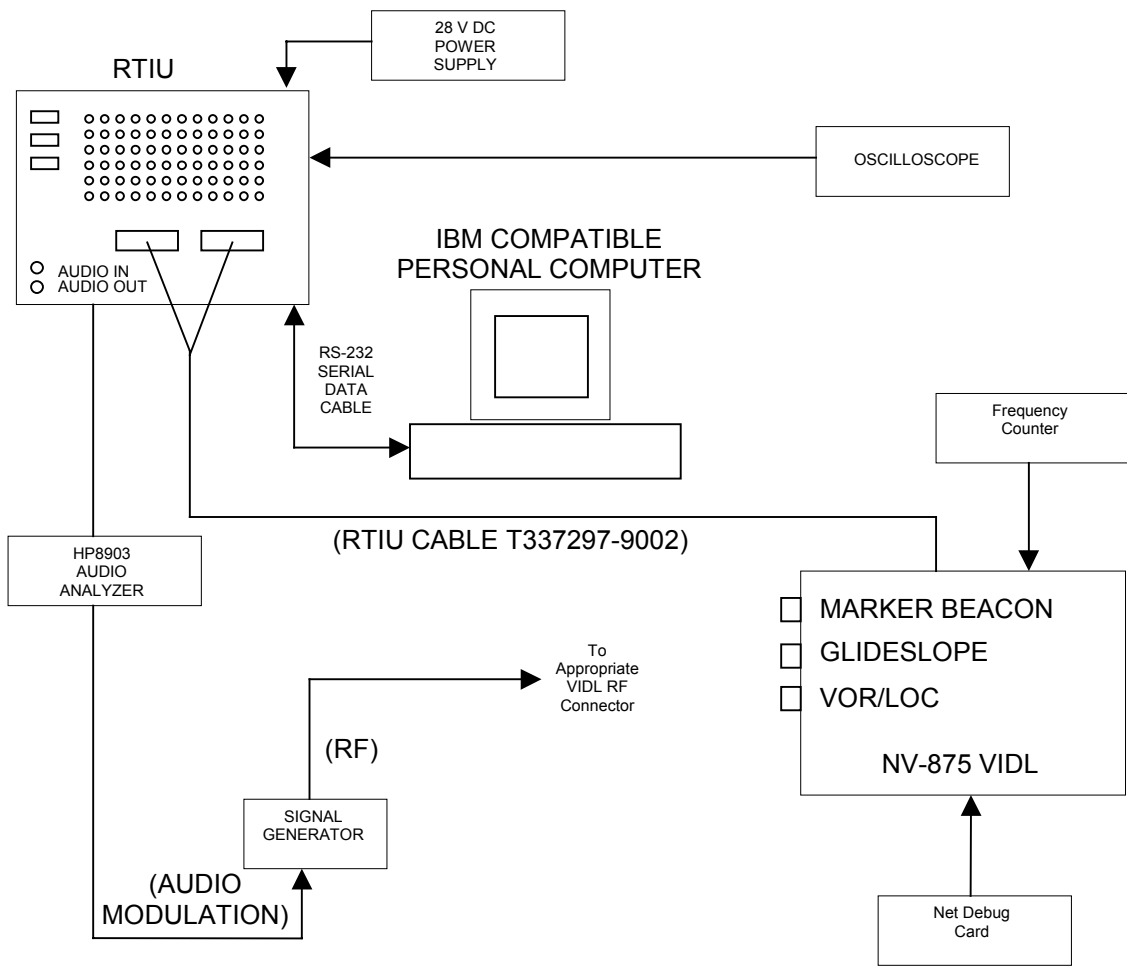 28 V DC
POWER
SUPPLY
RTIU
OSCILLOSCOPE
IBM COMPATIBLE
PERSONAL COMPUTER
AUDIO IN
AUDIO OUT
RS-232
SERIAL
DATA
CABLE
Frequency
Counter
(RTIU CABLE T337297-9002)
HP8903
AUDIO
ANALYZER
MARKER BEACON
GLIDESLOPE
VOR/LOC
NV-875 VIDL
To
Appropriate
VIDL RF
Connector
(RF)
SIGNAL
GENERATOR
(AUDIO
MODULATION)
Net Debug
Card